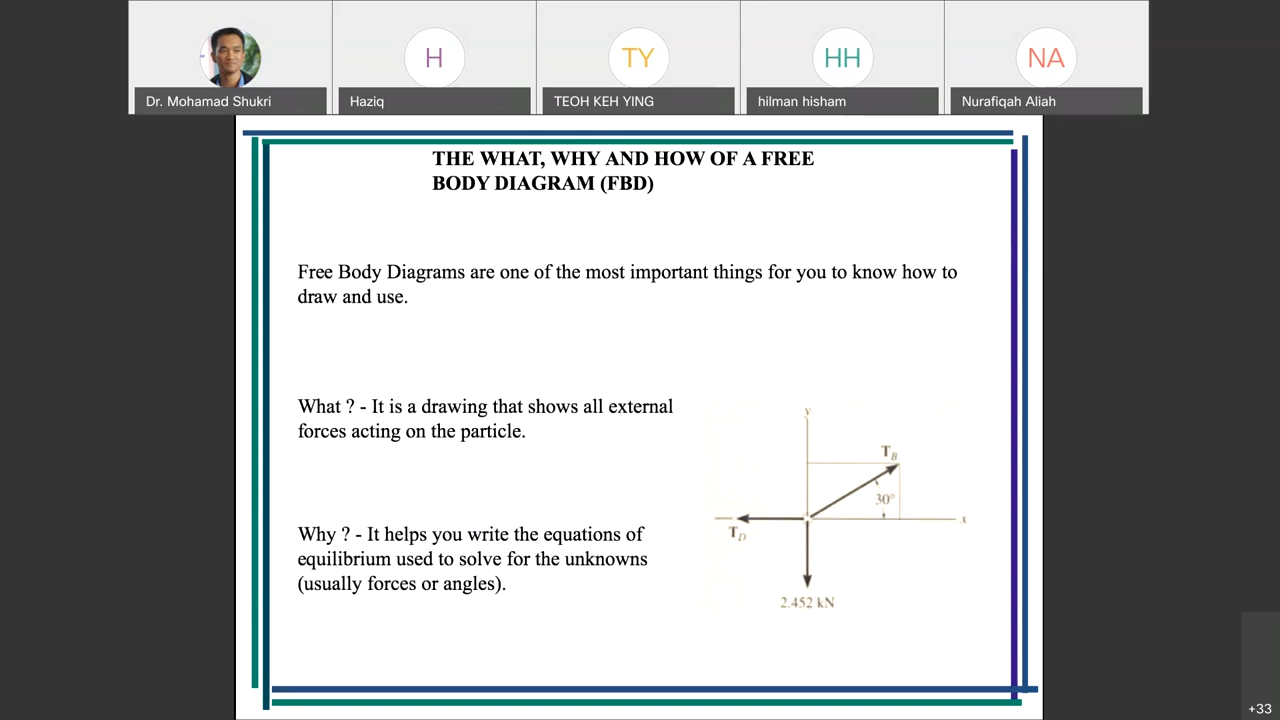 Dr. Mohamad Shukri
H
Haziq
TY
TEOH KEH YING
HH
hilman hisham
NA
Nurafiqah Aliah
THE WHAT, WHY AND HOW OF A FREE
BODY DIAGRAM (FBD)
Free Body Diagrams are one of the most important things for you to know how to
draw and use.
What ? - It is a drawing that shows all external
forces acting on the particle.
Why ? - It helps you write the equations of
equilibrium used to solve for the unknowns
(usually forces or angles).
y
T_B
30°
x
T_D
2.452 kN
+33